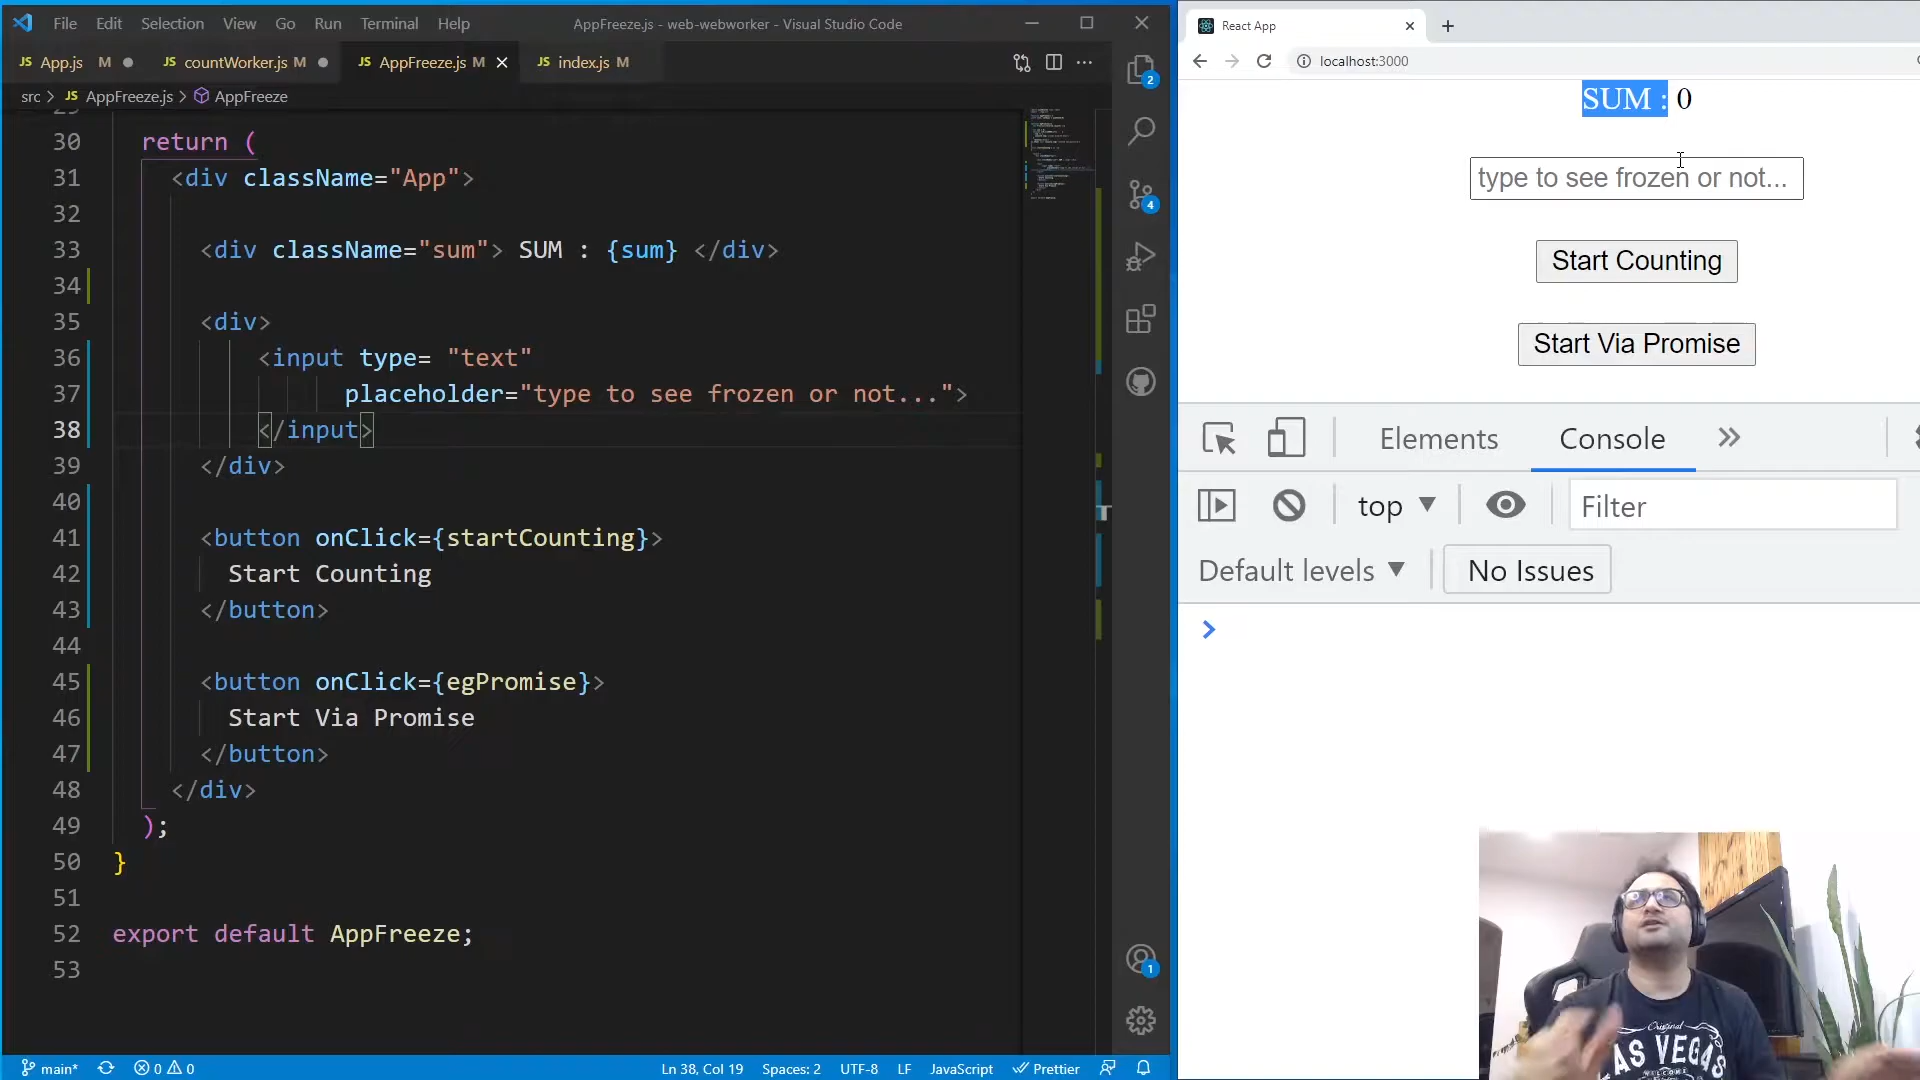 File Edit Selection View Go Run Terminal Help
AppFreeze.js - web-webworker - Visual Studio Code
JS App.js M
JS countWorker.js M
JS AppFreeze.js M
JS index.js M
src > JS AppFreeze.js > AppFreeze
30 return (
31 <div className="App">
32
33 <div className="sum"> SUM : {sum} </div>
34
35 <div>
36 <input type= "text"
37 placeholder="type to see frozen or not...">
38 </input>
39 </div>
40
41 <button onClick={startCounting}>
42 Start Counting
43 </button>
44
45 <button onClick={egPromise}>
46 Start Via Promise
47 </button>
48 </div>
49 );
50 }
51
52 export default AppFreeze;
53
2
4
1
main* 0 0
Ln 38, Col 19 Spaces: 2 UTF-8 LF JavaScript Prettier
React App
localhost:3000
SUM : 0
type to see frozen or not...
Start Counting
Start Via Promise
Elements Console
top Filter
Default levels No Issues
Original
LAS VEGAS